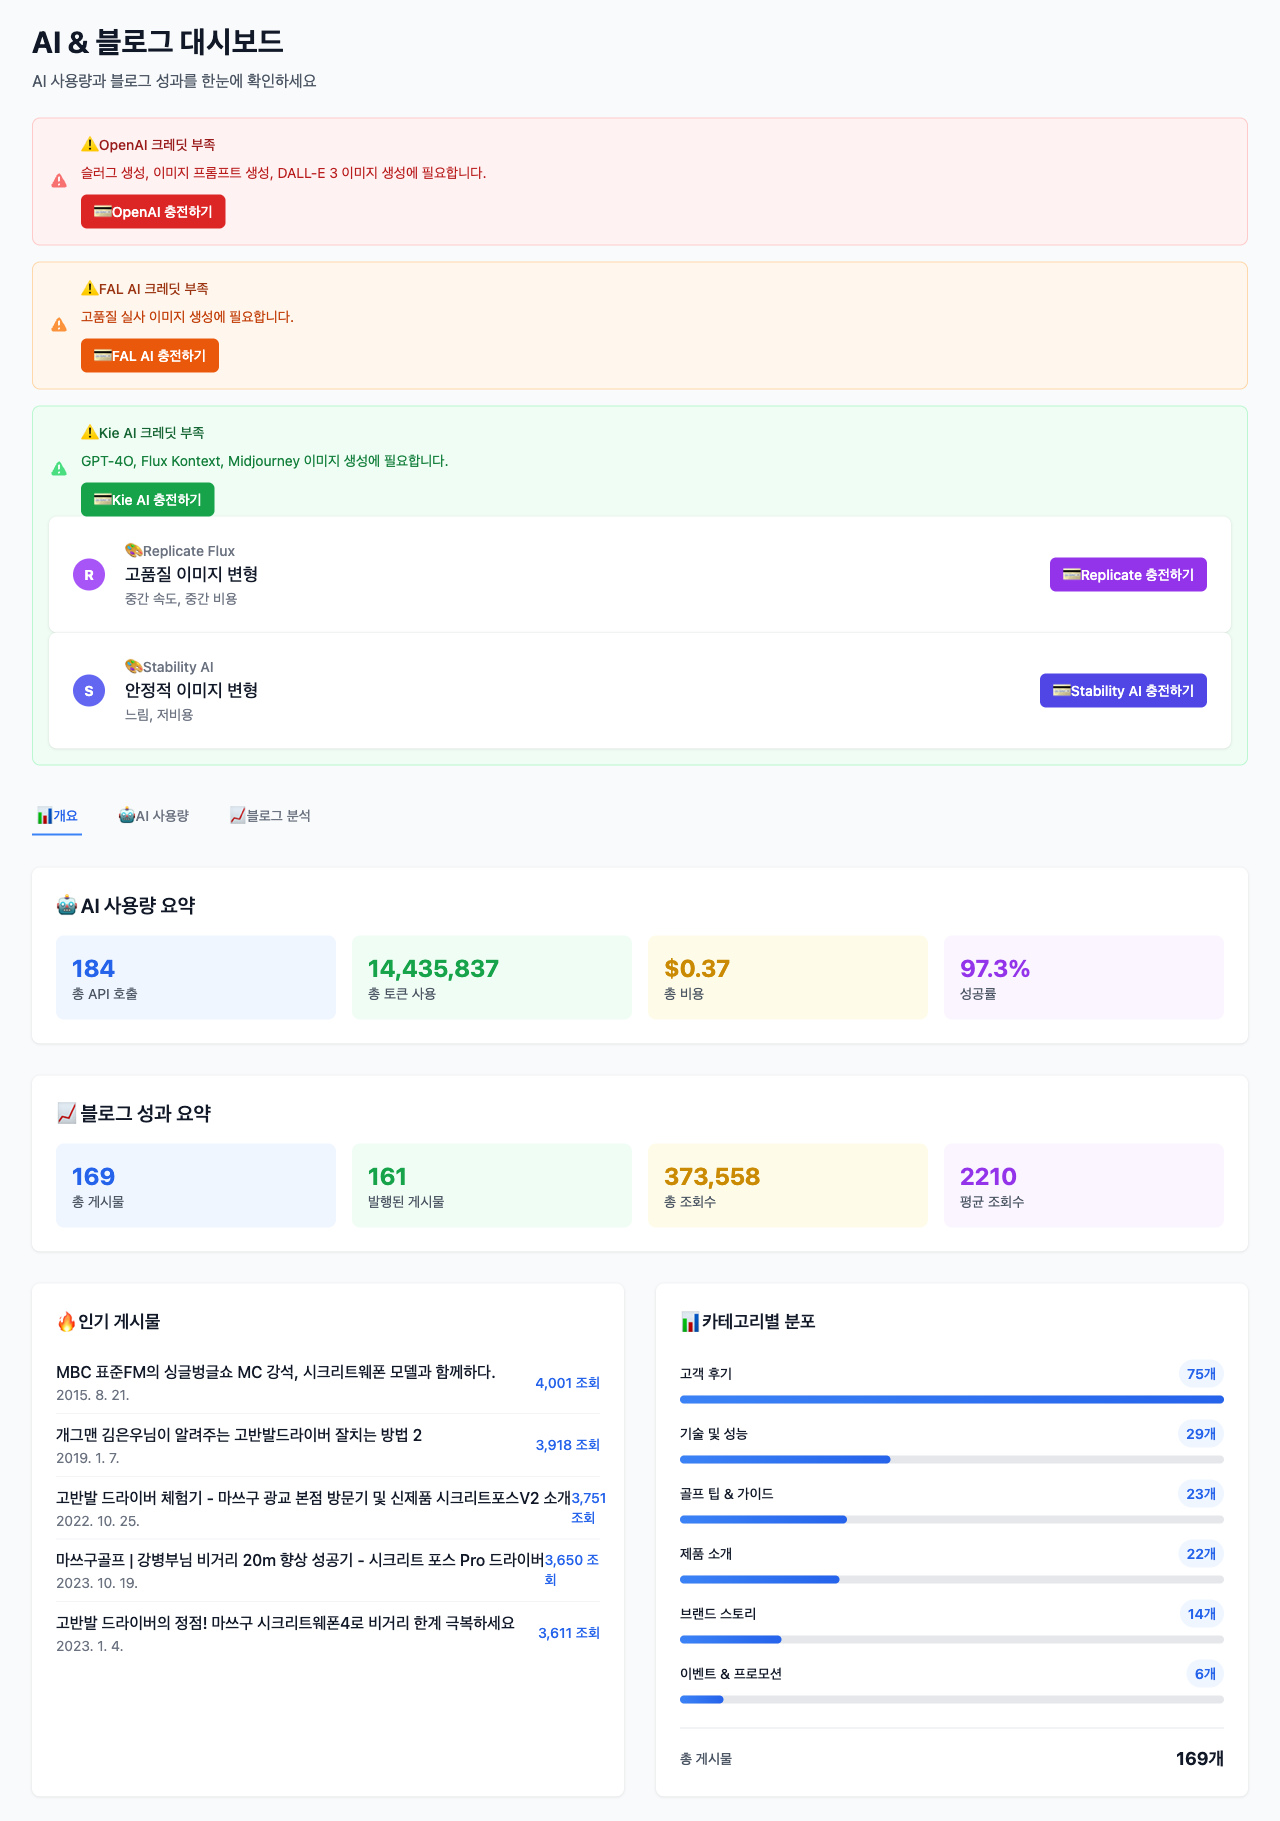 AI & 블로그 대시보드
AI 사용량과 블로그 성과를 한눈에 확인하세요
⚠️OpenAI 크레딧 부족
슬러그 생성, 이미지 프롬프트 생성, DALL-E 3 이미지 생성에 필요합니다.
💳OpenAI 충전하기
⚠️FAL AI 크레딧 부족
고품질 실사 이미지 생성에 필요합니다.
💳FAL AI 충전하기
⚠️Kie AI 크레딧 부족
GPT-4O, Flux Kontext, Midjourney 이미지 생성에 필요합니다.
💳Kie AI 충전하기
R
🎨Replicate Flux
고품질 이미지 변형
중간 속도, 중간 비용
💳Replicate 충전하기
S
🎨Stability AI
안정적 이미지 변형
느림, 저비용
💳Stability AI 충전하기
📊개요 🤖AI 사용량 📈블로그 분석
🤖AI 사용량 요약
184
총 API 호출
14,435,837
총 토큰 사용
$0.37
총 비용
97.3%
성공률
📈블로그 성과 요약
169
총 게시물
161
발행된 게시물
373,558
총 조회수
2210
평균 조회수
🔥인기 게시물
MBC 표준FM의 싱글벙글쇼 MC 강석, 시크리트웨폰 모델과 함께하다.
2015. 8. 21.
4,001 조회
개그맨 김은우님이 알려주는 고반발드라이버 잘치는 방법 2
2019. 1. 7.
3,918 조회
고반발 드라이버 체험기 - 마쓰구 광교 본점 방문기 및 신제품 시크리트포스V2 소개
2022. 10. 25.
3,751
조회
마쓰구골프 | 강병부님 비거리 20m 향상 성공기 - 시크리트 포스 Pro 드라이버
2023. 10. 19.
3,650 조
회
고반발 드라이버의 정점! 마쓰구 시크리트웨폰4로 비거리 한계 극복하세요
2023. 1. 4.
3,611 조회
📊카테고리별 분포
고객 후기 75개
기술 및 성능 29개
골프 팁 & 가이드 23개
제품 소개 22개
브랜드 스토리 14개
이벤트 & 프로모션 6개
총 게시물 169개